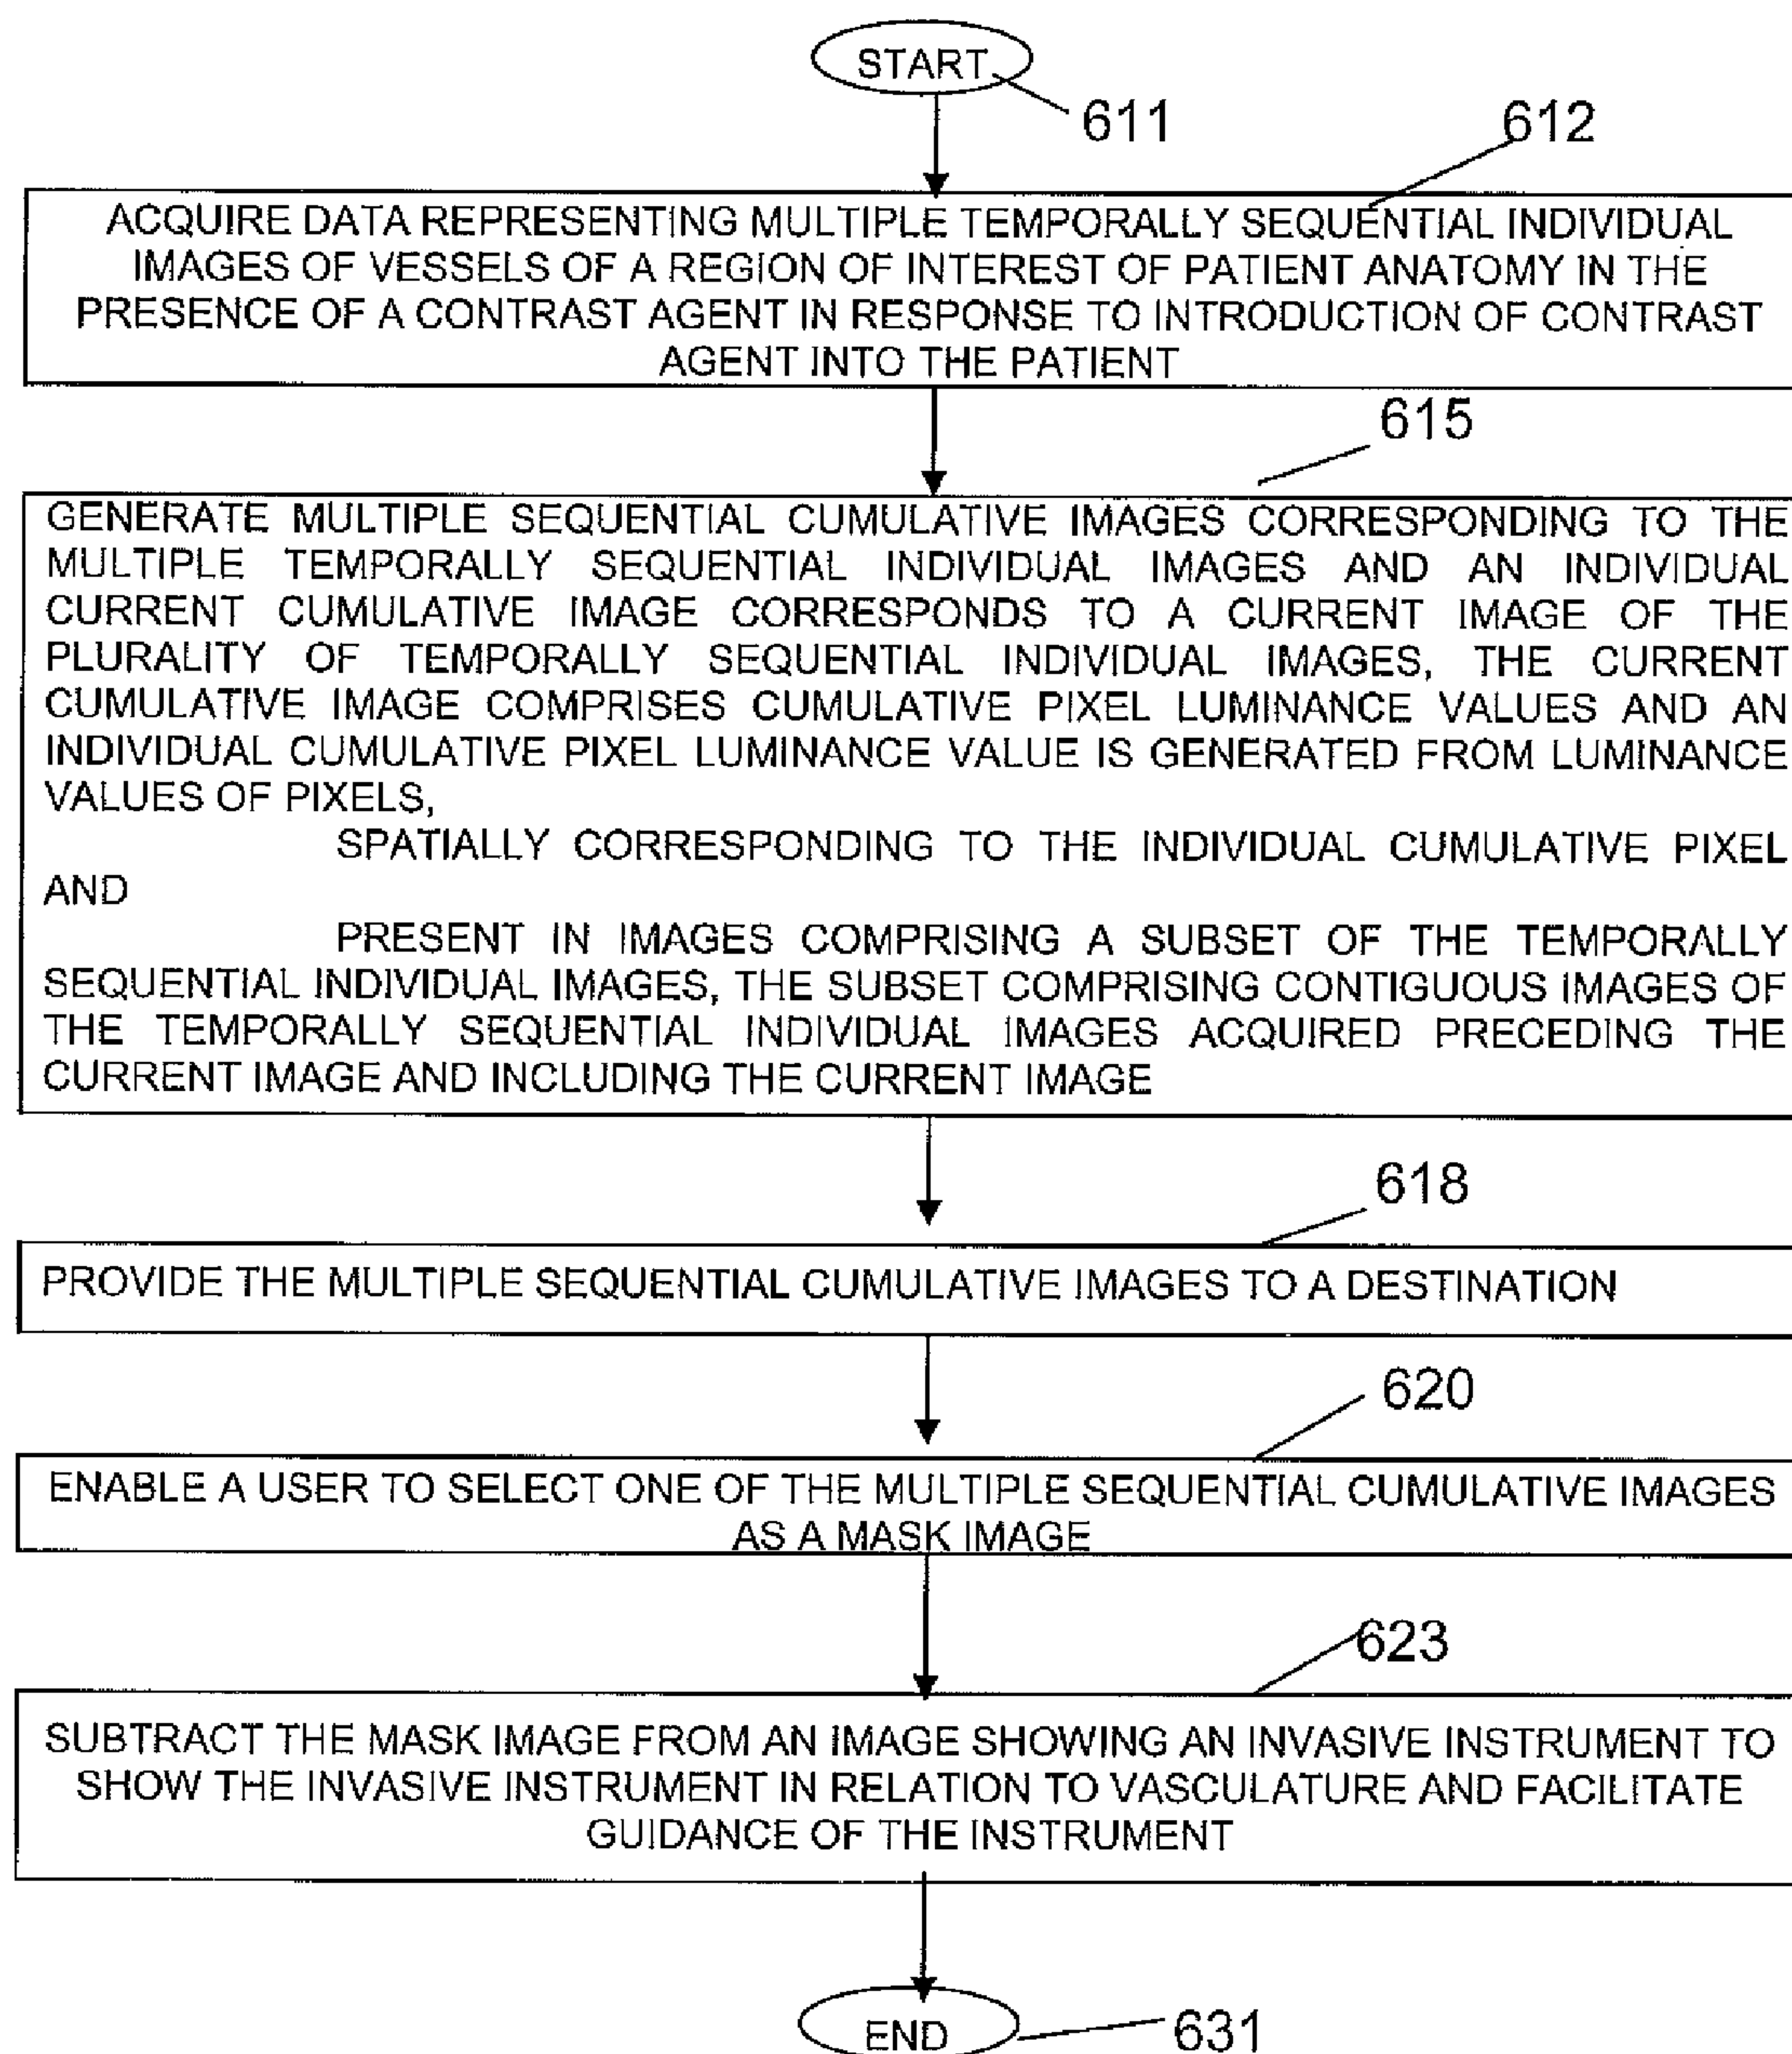 START
611
612
ACQUIRE DATA REPRESENTING MULTIPLE TEMPORALLY SEQUENTIAL INDIVIDUAL
IMAGES OF VESSELS OF A REGION OF INTEREST OF PATIENT ANATOMY IN THE
PRESENCE OF A CONTRAST AGENT IN RESPONSE TO INTRODUCTION OF CONTRAST
AGENT INTO THE PATIENT
615
GENERATE MULTIPLE SEQUENTIAL CUMULATIVE IMAGES CORRESPONDING TO THE
MULTIPLE TEMPORALLY SEQUENTIAL INDIVIDUAL IMAGES AND AN INDIVIDUAL
CURRENT CUMULATIVE IMAGE CORRESPONDS TO A CURRENT IMAGE OF THE
PLURALITY OF TEMPORALLY SEQUENTIAL INDIVIDUAL IMAGES, THE CURRENT
CUMULATIVE IMAGE COMPRISES CUMULATIVE PIXEL LUMINANCE VALUES AND AN
INDIVIDUAL CUMULATIVE PIXEL LUMINANCE VALUE IS GENERATED FROM LUMINANCE
VALUES OF PIXELS,
SPATIALLY CORRESPONDING TO THE INDIVIDUAL CUMULATIVE PIXEL
AND
PRESENT IN IMAGES COMPRISING A SUBSET OF THE TEMPORALLY
SEQUENTIAL INDIVIDUAL IMAGES, THE SUBSET COMPRISING CONTIGUOUS IMAGES OF
THE TEMPORALLY SEQUENTIAL INDIVIDUAL IMAGES ACQUIRED PRECEDING THE
CURRENT IMAGE AND INCLUDING THE CURRENT IMAGE
618
PROVIDE THE MULTIPLE SEQUENTIAL CUMULATIVE IMAGES TO A DESTINATION
620
ENABLE A USER TO SELECT ONE OF THE MULTIPLE SEQUENTIAL CUMULATIVE IMAGES
AS A MASK IMAGE
623
SUBTRACT THE MASK IMAGE FROM AN IMAGE SHOWING AN INVASIVE INSTRUMENT TO
SHOW THE INVASIVE INSTRUMENT IN RELATION TO VASCULATURE AND FACILITATE
GUIDANCE OF THE INSTRUMENT
END
631